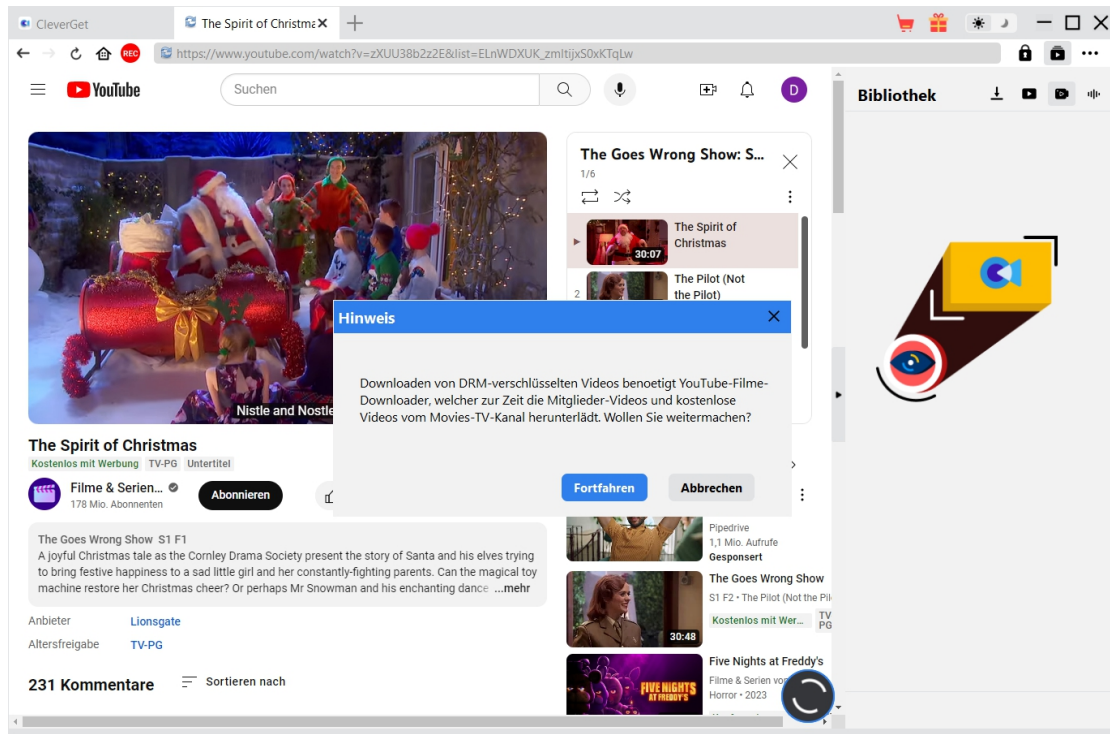 CleverGet
The Spirit of Christma
REC
https://www.youtube.com/watch?v=zXUU38b2z2E&list=ELnWDXUK_zmItijxS0xKTqLw
YouTube
Suchen
D
Bibliothek
Nistle and Nostle
The Goes Wrong Show: S...
1/6
The Spirit of
Christmas
30:07
2
The Pilot (Not
the Pilot)
Hinweis
Downloaden von DRM-verschlüsselten Videos benoetigt YouTube-Filme-
Downloader, welcher zur Zeit die Mitglieder-Videos und kostenlose
Videos vom Movies-TV-Kanal herunterlädt. Wollen Sie weitermachen?
Fortfahren
Abbrechen
The Spirit of Christmas
Kostenlos mit Werbung TV-PG Untertitel
Filme & Serien...
178 Mio. Abonnenten
Abonnieren
The Goes Wrong Show S1 F1
A joyful Christmas tale as the Cornley Drama Society present the story of Santa and his elves trying
to bring festive happiness to a sad little girl and her constantly-fighting parents. Can the magical toy
machine restore her Christmas cheer? Or perhaps Mr Snowman and his enchanting dance ...mehr
Anbieter Lionsgate
Altersfreigabe TV-PG
231 Kommentare
Sortieren nach
Pipedrive
1,1 Mio. Aufrufe
Gesponsert
The Goes Wrong Show
S1 F2 • The Pilot (Not the Pil
Kostenlos mit Wer...
TV
PG
30:48
Five Nights at Freddy's
Filme & Serien von
Horror • 2023
FIVE NIGHTS
AT FREDDY'S